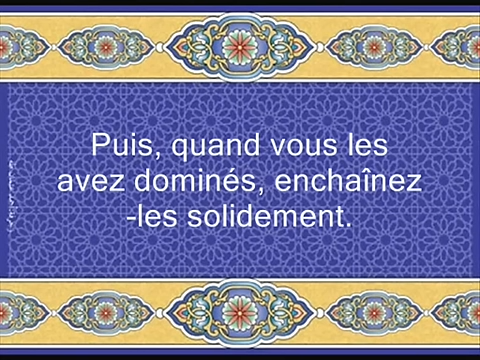 Puis, quand vous les
avez dominés, enchaînez
-les solidement.